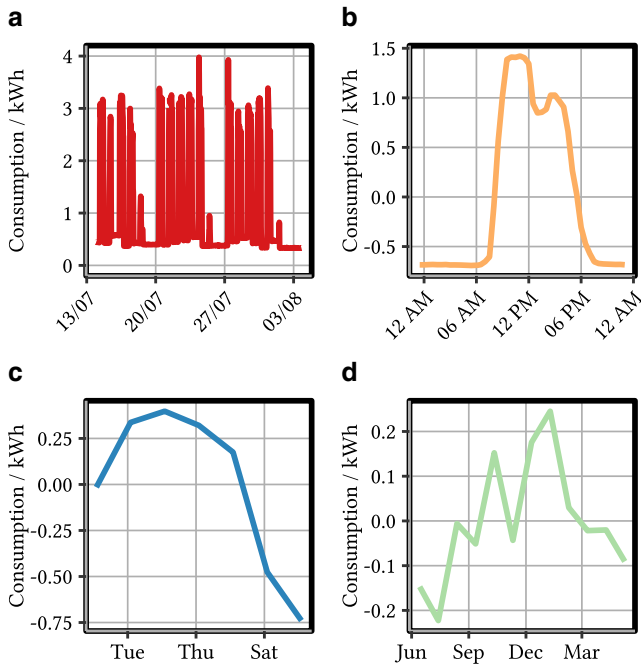 a
Consumption / kWh
4
3
2
1
0
13/07
20/07
27/07
03/08
b
Consumption / kWh
1.5
1.0
0.5
0.0
-0.5
12 AM
06 AM
12 PM
06 PM
12 AM
c
Consumption / kWh
0.25
0.00
-0.25
-0.50
-0.75
Tue
Thu
Sat
d
Consumption / kWh
0.2
0.1
0.0
-0.1
-0.2
Jun
Sep
Dec
Mar